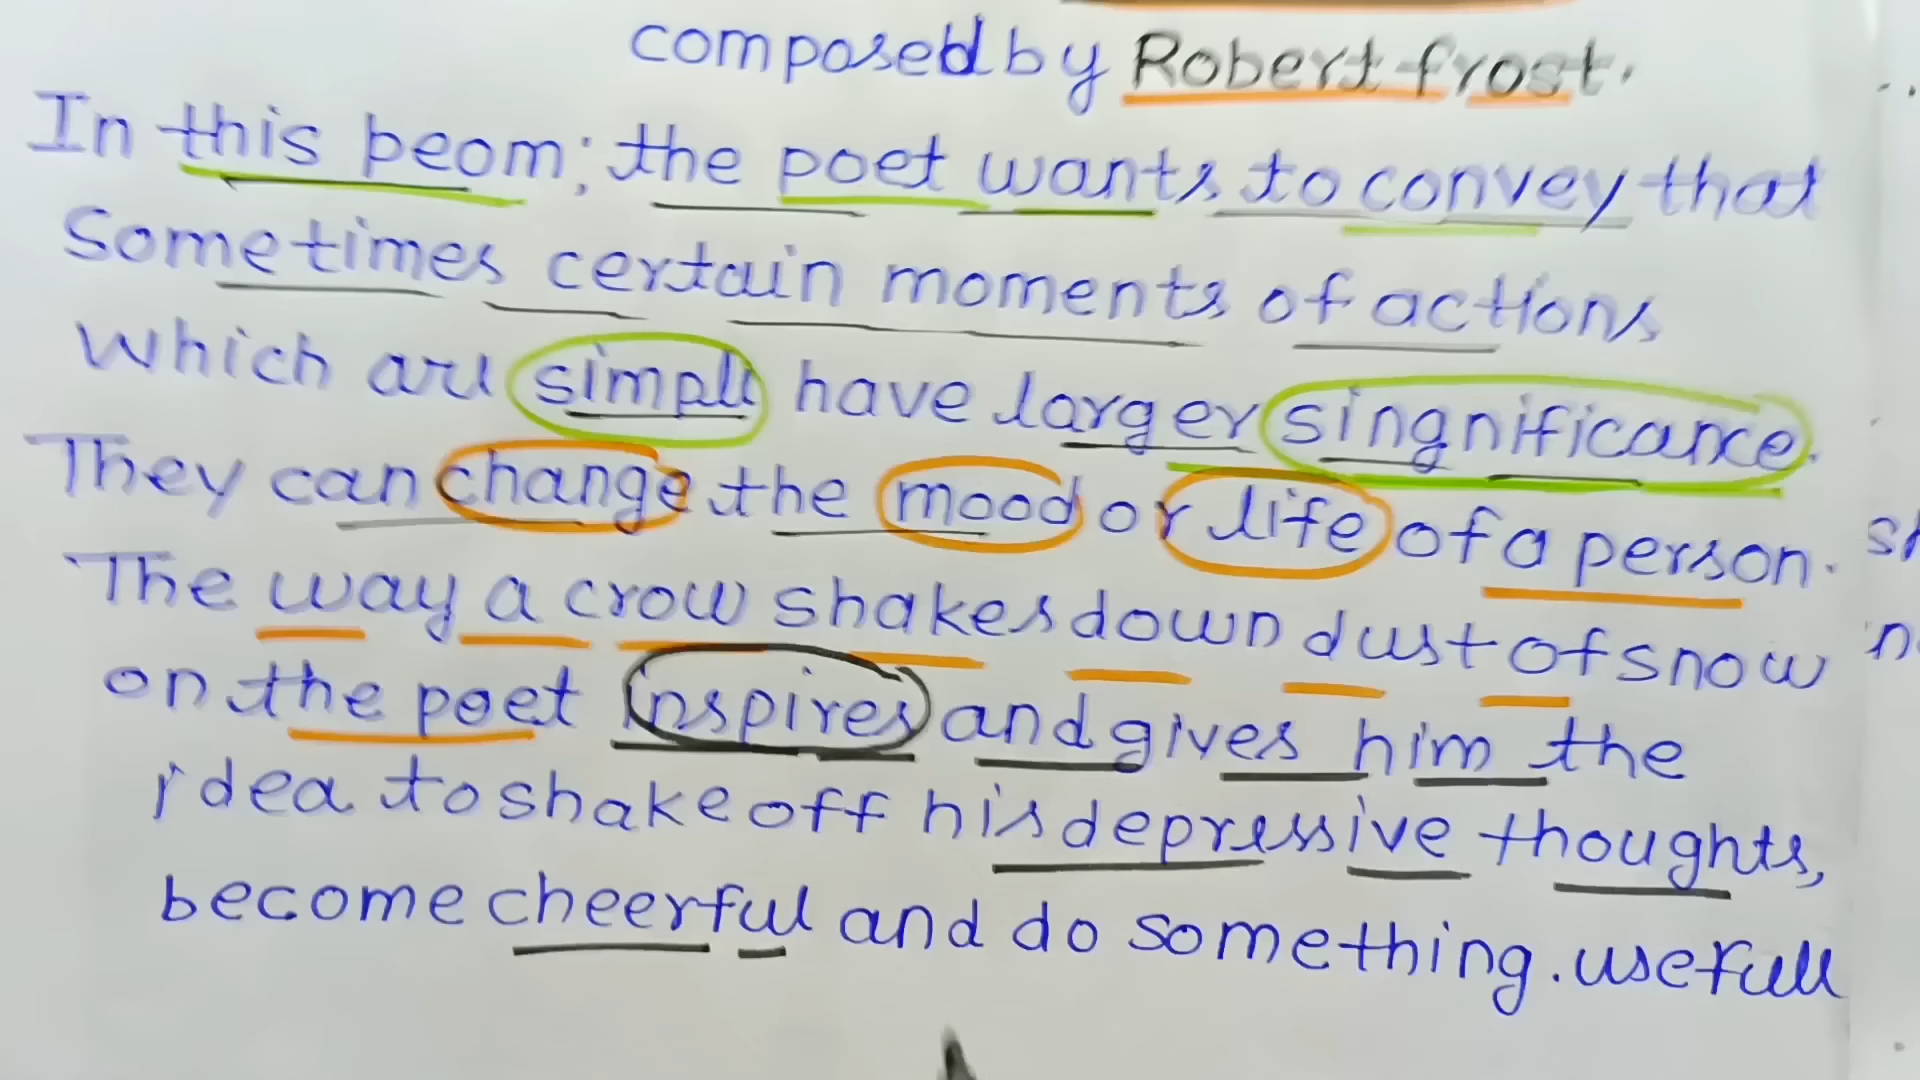 composed by Robert frost.
In this beom; the poet wants to convey that
Sometimes certain moments of actions
which are simple have larger singnificance.
They can change the mood or life of a person.
The way a crow shakes down dust of snow
on the poet inspires and gives him the
idea to shake off his depressive thoughts,
become cheerful and do something. usefull